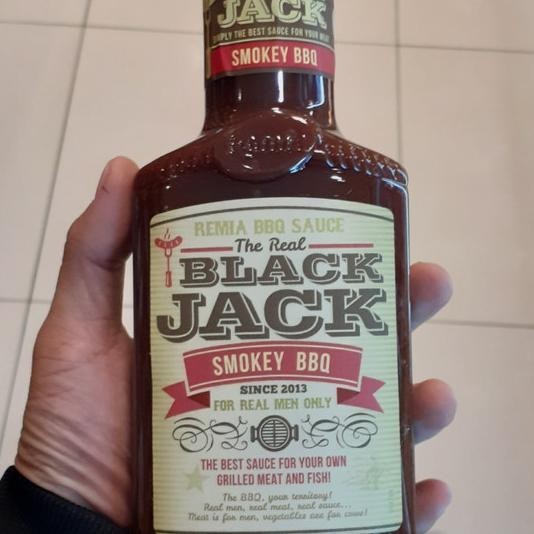 JACK
SIMPLY THE BEST SAUCE FOR YOUR MEAT
SMOKEY BBQ
REMIA BBQ SAUCE
The Real
BLACK
JACK
SMOKEY BBQ
SINCE 2013
FOR REAL MEN ONLY
THE BEST SAUCE FOR YOUR OWN
GRILLED MEAT AND FISH!
The BBQ, your territory!
Real men, real meat, real sauce...
Meat is for men, vegetables are for cows!